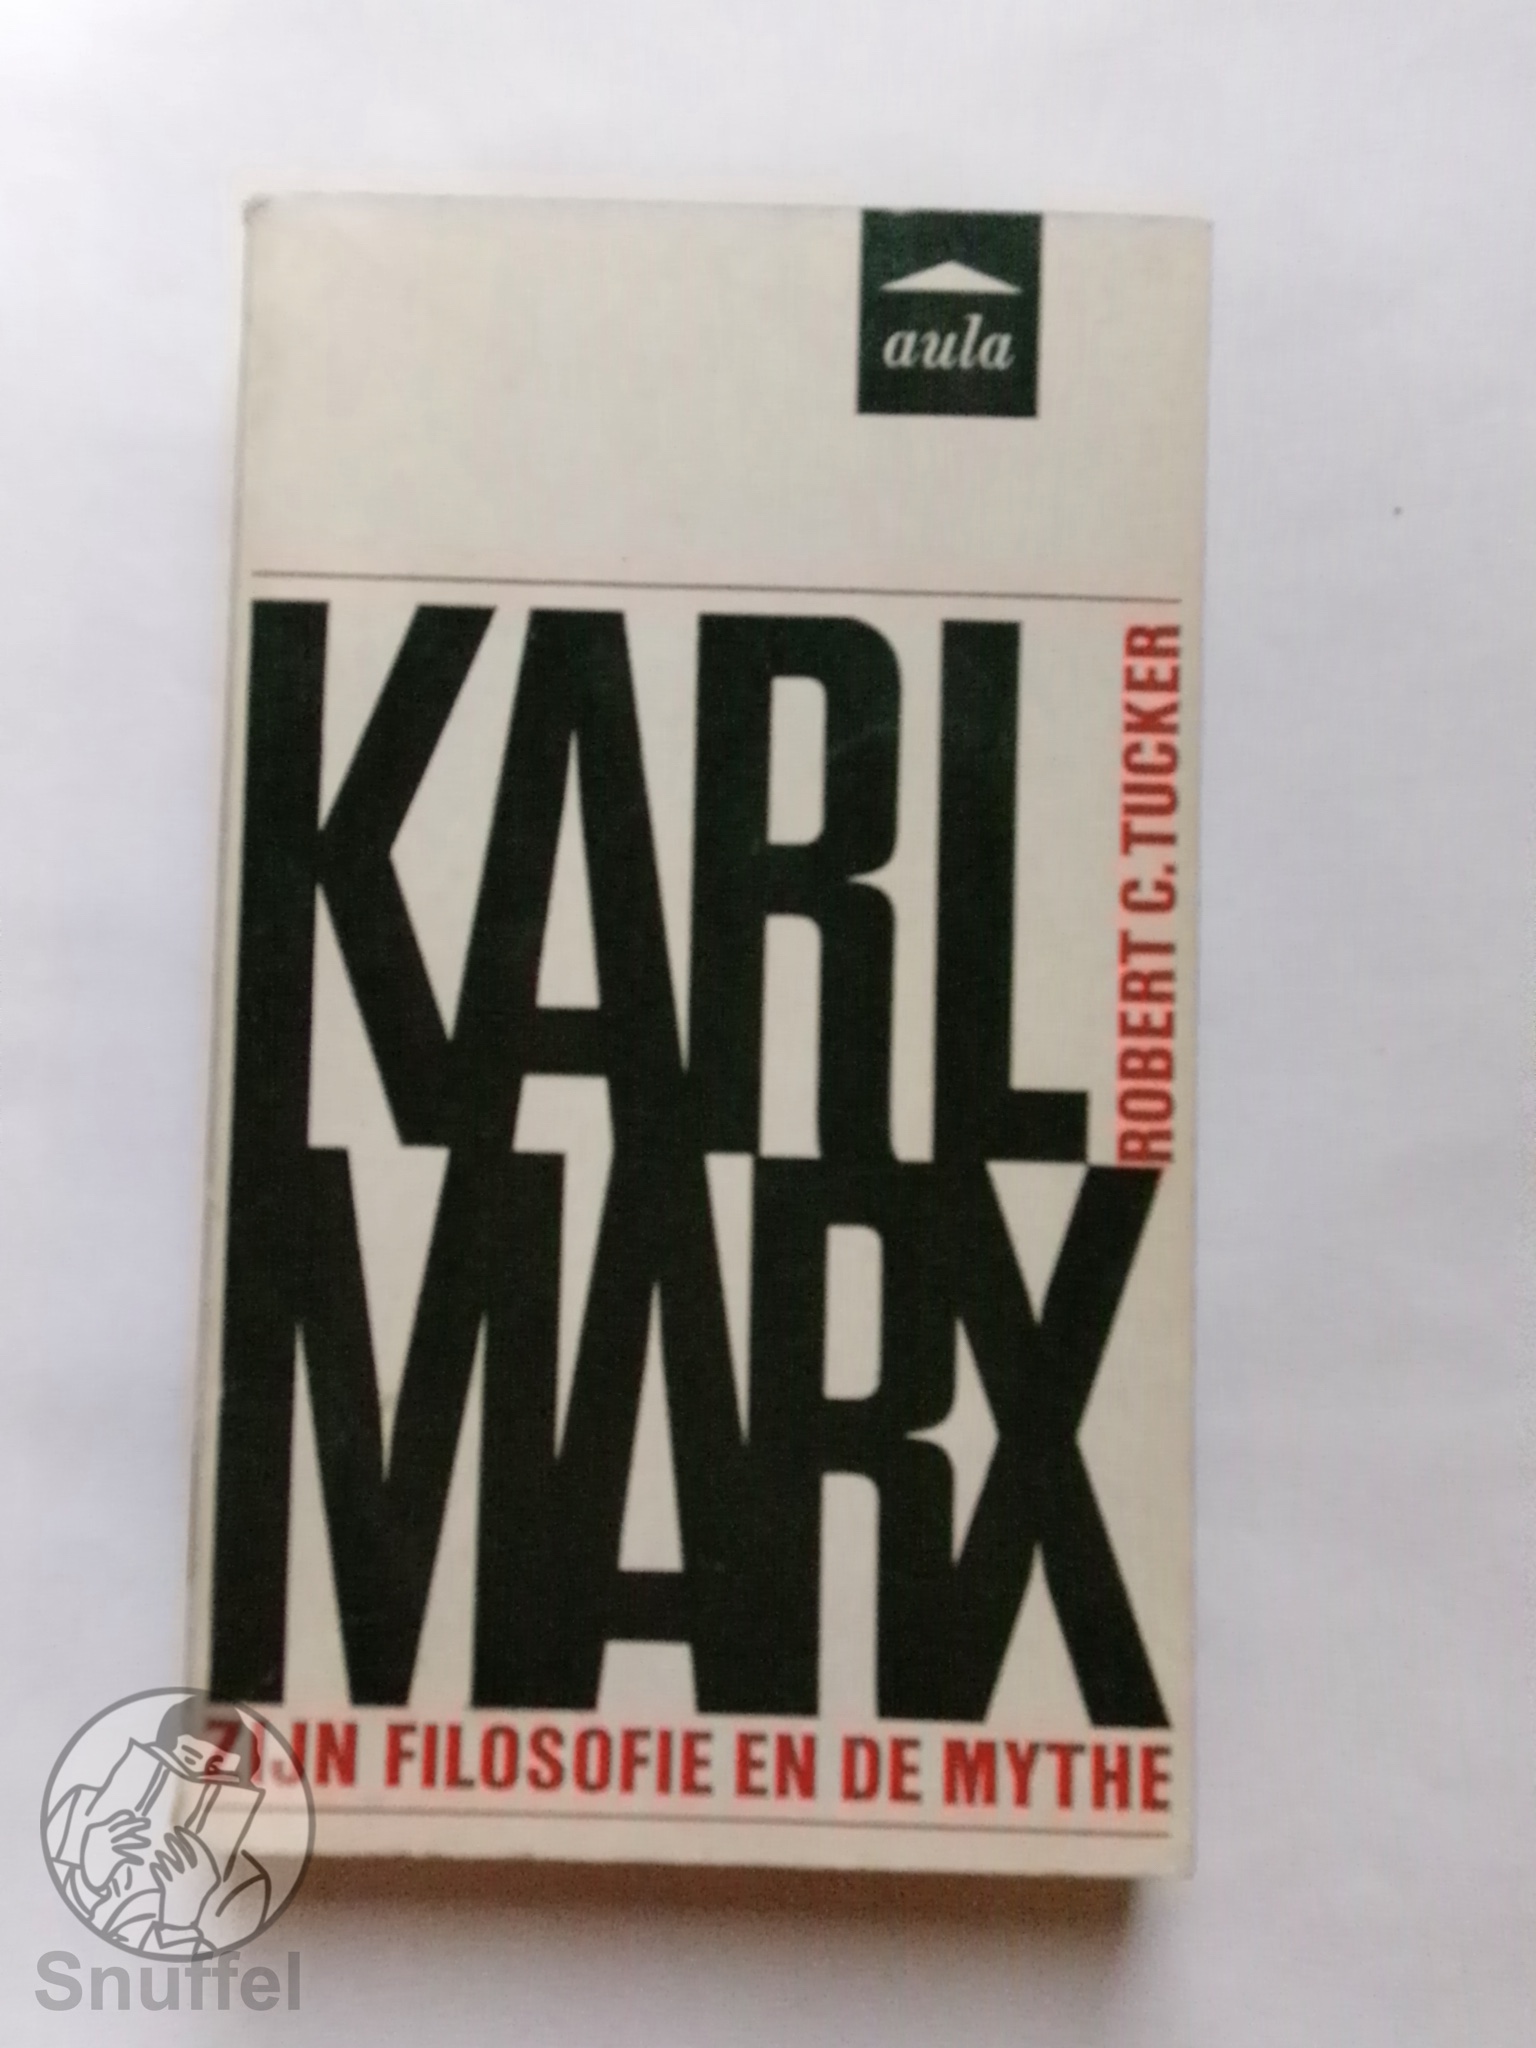 aula
KARL
MARX
ROBERT C. TUCKER
ZIJN FILOSOFIE EN DE MYTHE
Snuffel